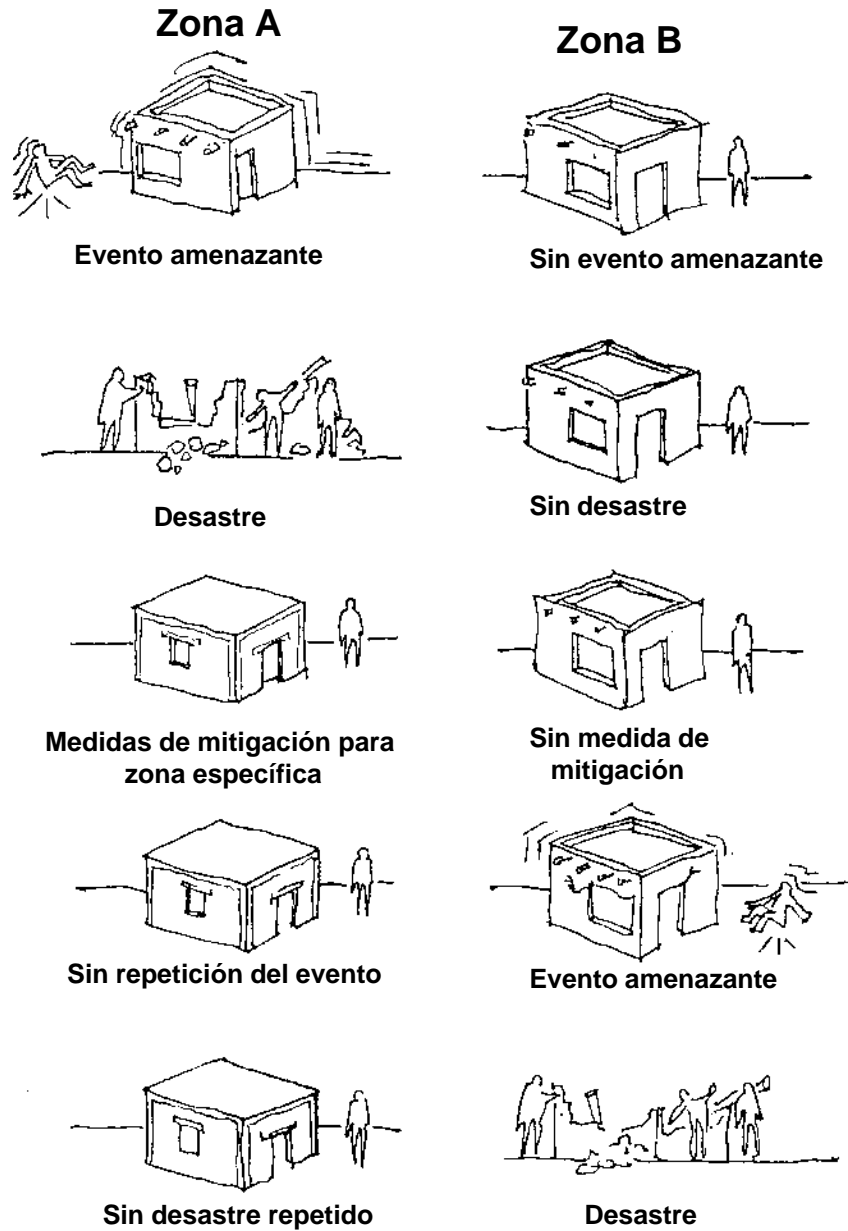 Zona A
Zona B
Evento amenazante
Sin evento amenazante
Desastre
Sin desastre
Medidas de mitigación para
zona específica
Sin medida de
mitigación
Sin repetición del evento
Evento amenazante
Sin desastre repetido
Desastre